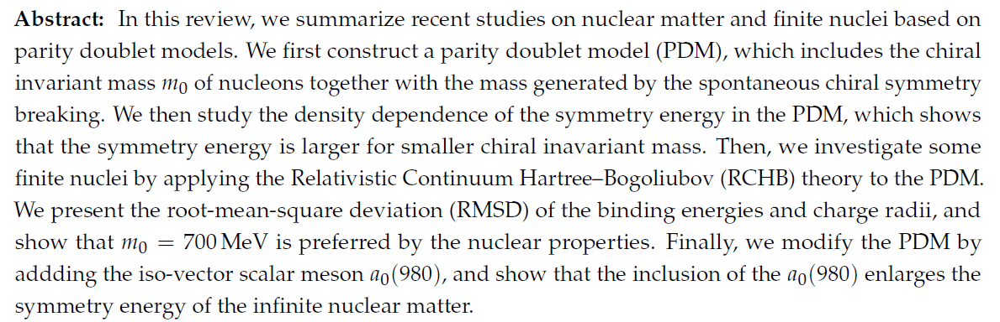 Abstract: In this review, we summarize recent studies on nuclear matter and finite nuclei based on
parity doublet models. We first construct a parity doublet model (PDM), which includes the chiral
invariant mass m₀ of nucleons together with the mass generated by the spontaneous chiral symmetry
breaking. We then study the density dependence of the symmetry energy in the PDM, which shows
that the symmetry energy is larger for smaller chiral inavariant mass. Then, we investigate some
finite nuclei by applying the Relativistic Continuum Hartree–Bogoliubov (RCHB) theory to the PDM.
We present the root-mean-square deviation (RMSD) of the binding energies and charge radii, and
show that m₀ = 700 MeV is preferred by the nuclear properties. Finally, we modify the PDM by
addding the iso-vector scalar meson a₀(980), and show that the inclusion of the a₀(980) enlarges the
symmetry energy of the infinite nuclear matter.